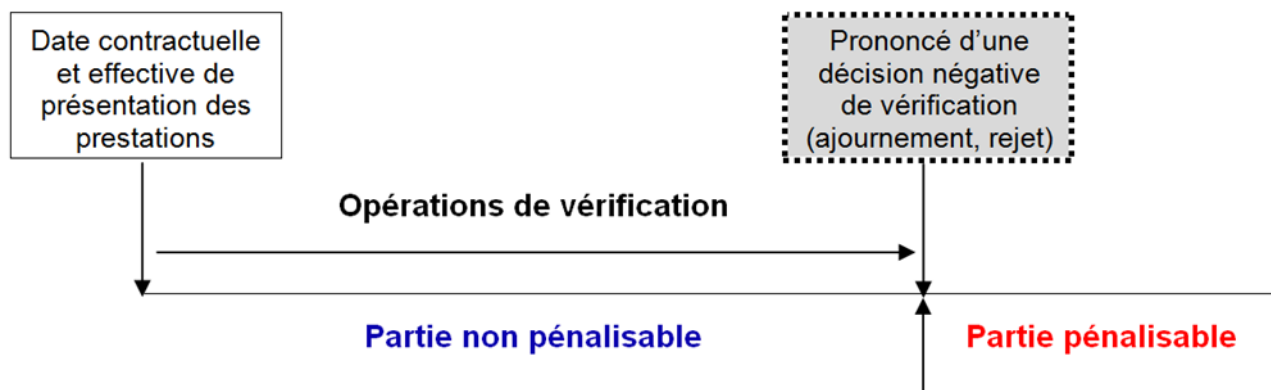 Date contractuelle
et effective de
présentation des
prestations
Prononcé d’une
décision négative
de vérification
(ajournement, rejet)
Opérations de vérification
Partie non pénalisable
Partie pénalisable